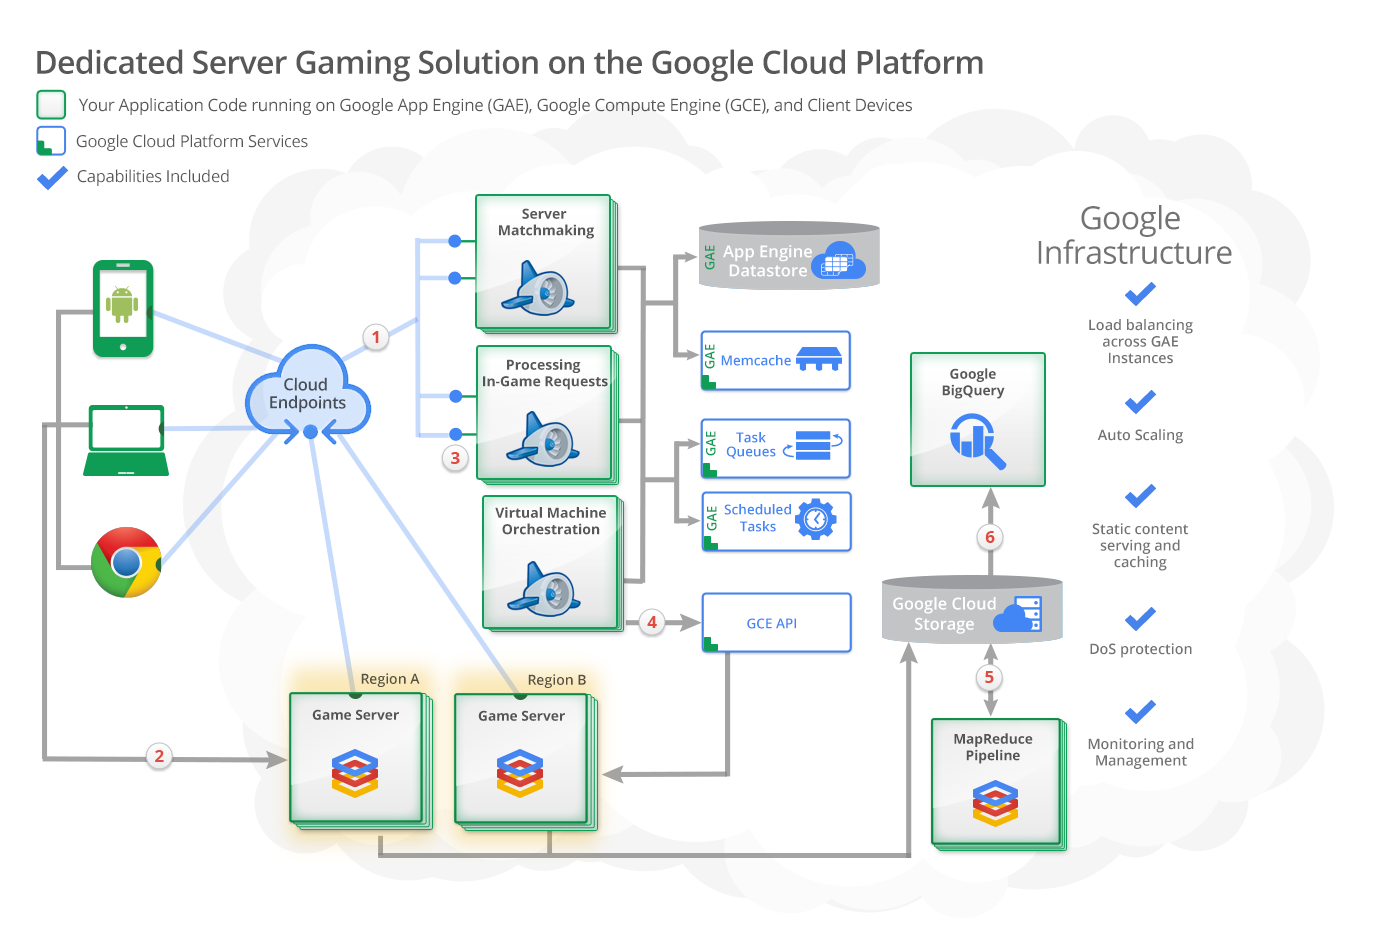 Dedicated Server Gaming Solution on the Google Cloud Platform
Your Application Code running on Google App Engine (GAE), Google Compute Engine (GCE), and Client Devices
Google Cloud Platform Services
Capabilities Included
Cloud
Endpoints
1
2
3
Server
Matchmaking
Processing
In-Game Requests
Virtual Machine
Orchestration
4
GAE
App Engine
Datastore
GAE
Memcache
GAE
Task
Queues
GAE
Scheduled
Tasks
GCE API
Region A
Game Server
Region B
Game Server
Google
BigQuery
6
Google Cloud
Storage
5
MapReduce
Pipeline
Google
Infrastructure
Load balancing
across GAE
Instances
Auto Scaling
Static content
serving and
caching
DoS protection
Monitoring and
Management